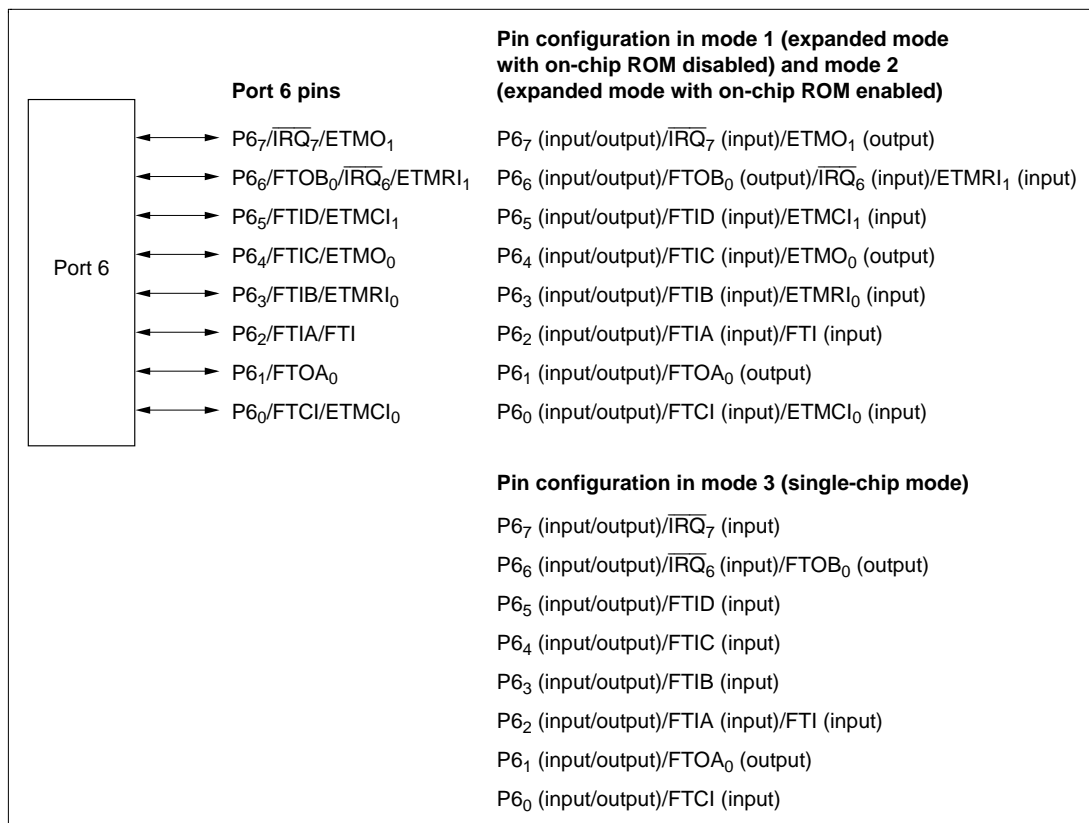 Pin configuration in mode 1 (expanded mode
with on-chip ROM disabled) and mode 2
(expanded mode with on-chip ROM enabled)
Port 6 pins
Port 6
P6₇/I̅R̅Q̅₇/ETMO₁
P6₆/FTOB₀/I̅R̅Q̅₆/ETMRI₁
P6₅/FTID/ETMCI₁
P6₄/FTIC/ETMO₀
P6₃/FTIB/ETMRI₀
P6₂/FTIA/FTI
P6₁/FTOA₀
P6₀/FTCI/ETMCI₀
P6₇ (input/output)/I̅R̅Q̅₇ (input)/ETMO₁ (output)
P6₆ (input/output)/FTOB₀ (output)/I̅R̅Q̅₆ (input)/ETMRI₁ (input)
P6₅ (input/output)/FTID (input)/ETMCI₁ (input)
P6₄ (input/output)/FTIC (input)/ETMO₀ (output)
P6₃ (input/output)/FTIB (input)/ETMRI₀ (input)
P6₂ (input/output)/FTIA (input)/FTI (input)
P6₁ (input/output)/FTOA₀ (output)
P6₀ (input/output)/FTCI (input)/ETMCI₀ (input)
Pin configuration in mode 3 (single-chip mode)
P6₇ (input/output)/I̅R̅Q̅₇ (input)
P6₆ (input/output)/I̅R̅Q̅₆ (input)/FTOB₀ (output)
P6₅ (input/output)/FTID (input)
P6₄ (input/output)/FTIC (input)
P6₃ (input/output)/FTIB (input)
P6₂ (input/output)/FTIA (input)/FTI (input)
P6₁ (input/output)/FTOA₀ (output)
P6₀ (input/output)/FTCI (input)